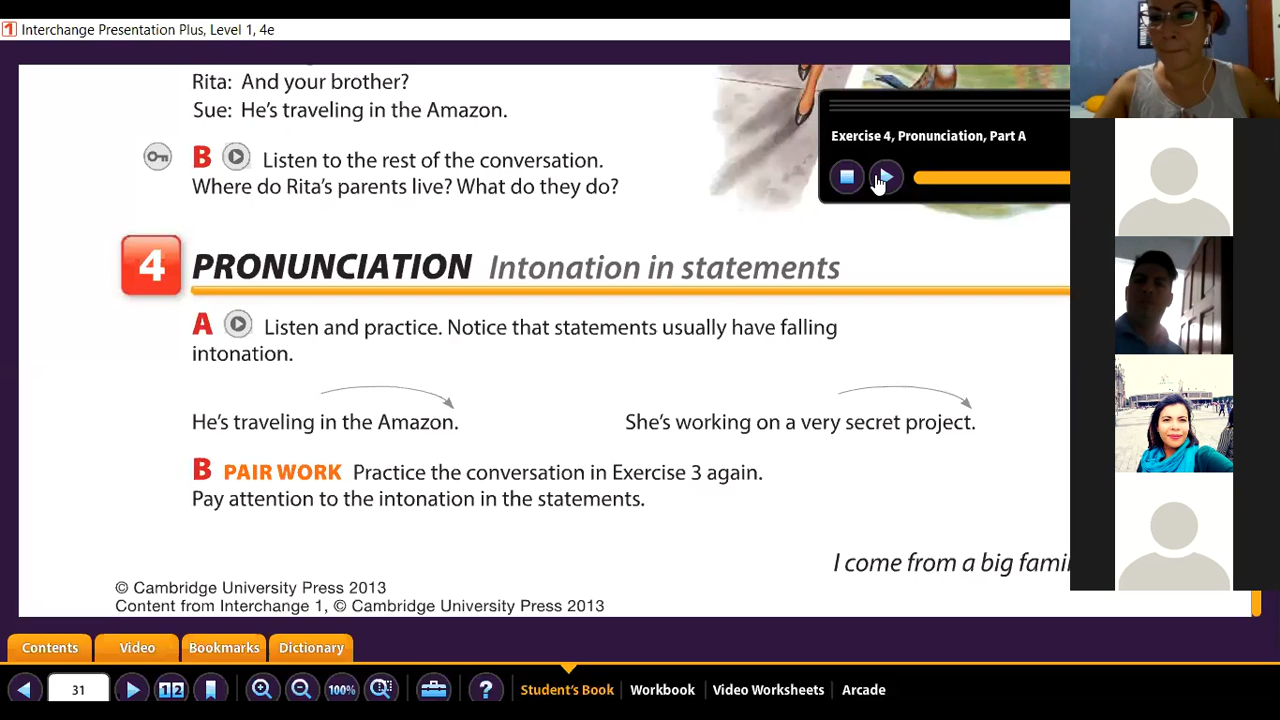 Interchange Presentation Plus, Level 1, 4e
Rita: And your brother?
Sue: He's traveling in the Amazon.
B Listen to the rest of the conversation.
Where do Rita's parents live? What do they do?
Exercise 4, Pronunciation, Part A
4 PRONUNCIATION Intonation in statements
A Listen and practice. Notice that statements usually have falling
intonation.
He's traveling in the Amazon. She's working on a very secret project.
B PAIR WORK Practice the conversation in Exercise 3 again.
Pay attention to the intonation in the statements.
I come from a big fami
© Cambridge University Press 2013
Content from Interchange 1, © Cambridge University Press 2013
Contents Video Bookmarks Dictionary
31 1 2 100% ? Student's Book Workbook Video Worksheets Arcade